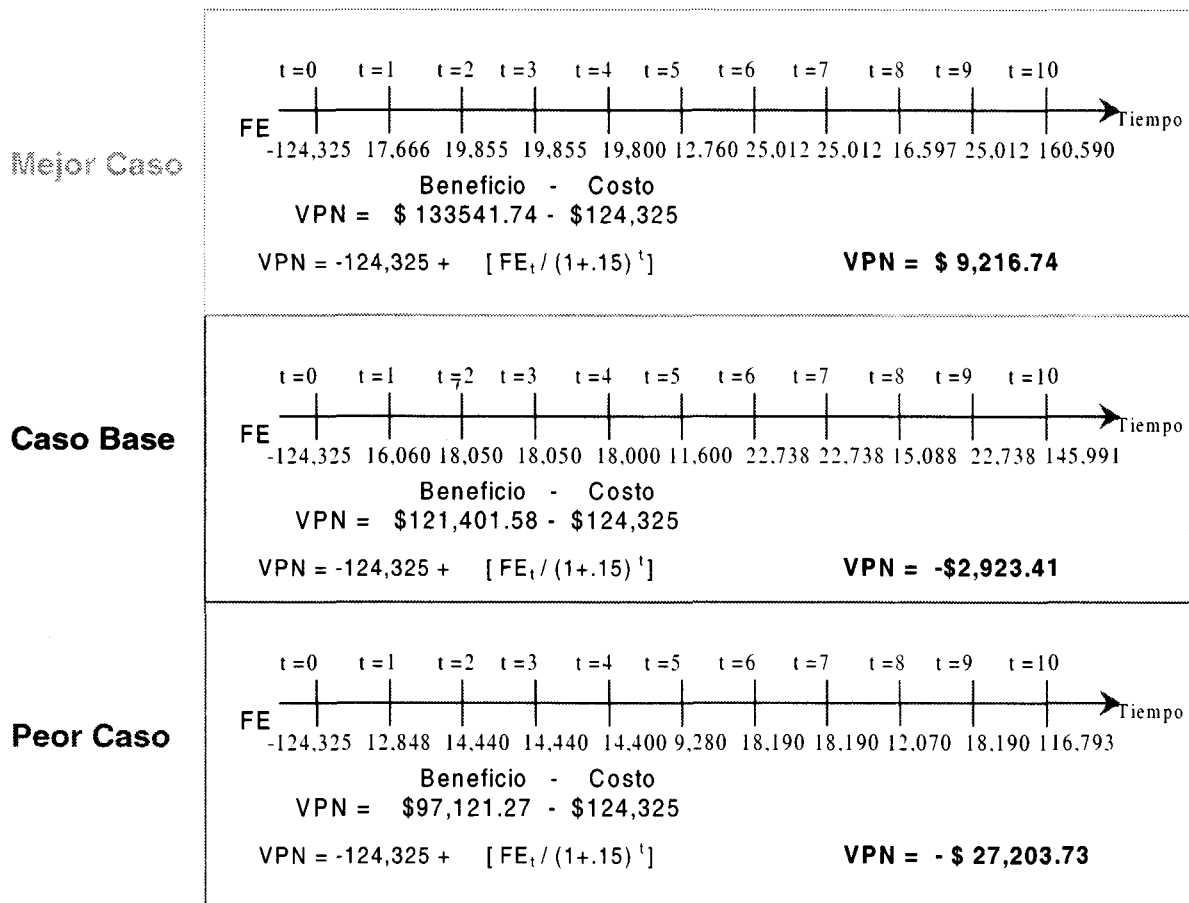 Mejor Caso
t=0 t=1 t=2 t=3 t=4 t=5 t=6 t=7 t=8 t=9 t=10
Tiempo
FE
-124,325 17,666 19,855 19,855 19,800 12,760 25,012 25,012 16,597 25,012 160,590
Beneficio - Costo
VPN = $ 133541.74 - $124,325
VPN = -124,325 + [ FEₜ / (1+.15) ᵗ]
VPN = $ 9,216.74
Caso Base
t=0 t=1 t=2 t=3 t=4 t=5 t=6 t=7 t=8 t=9 t=10
Tiempo
FE
-124,325 16,060 18,050 18,050 18,000 11,600 22,738 22,738 15,088 22,738 145,991
Beneficio - Costo
VPN = $121,401.58 - $124,325
VPN = -124,325 + [ FEₜ / (1+.15) ᵗ]
VPN = -$2,923.41
Peor Caso
t=0 t=1 t=2 t=3 t=4 t=5 t=6 t=7 t=8 t=9 t=10
Tiempo
FE
-124,325 12,848 14,440 14,440 14,400 9,280 18,190 18,190 12,070 18,190 116,793
Beneficio - Costo
VPN = $97,121.27 - $124,325
VPN = -124,325 + [ FEₜ / (1+.15) ᵗ]
VPN = - $ 27,203.73